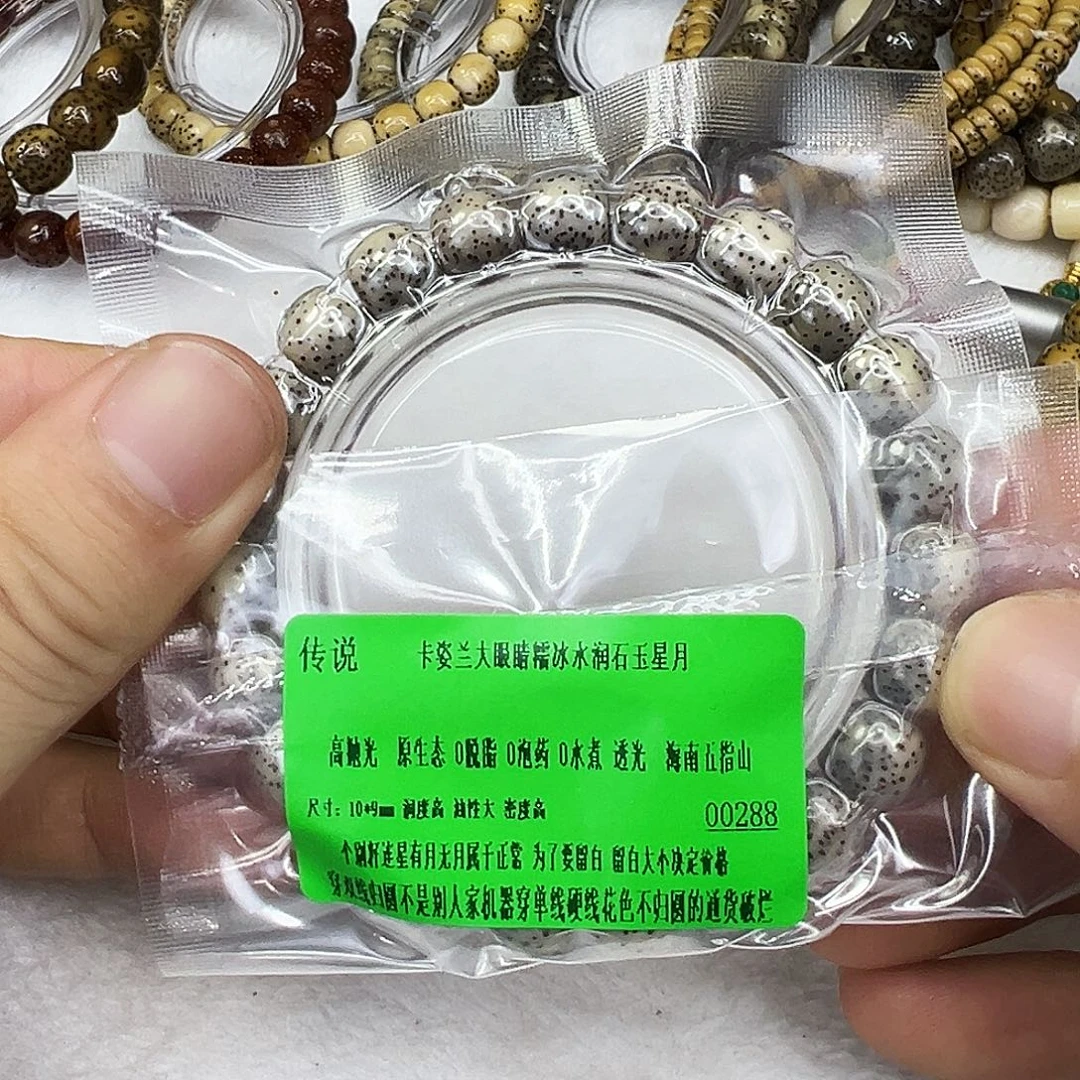 传说 卡姿兰大眼睛糯冰水润石玉星月
高抛光 原生态 0脱脂 0泡药 0水煮 透光 海南五指山
尺寸：10*9mm 润度高 油性大 密度高 00288
个别籽连星有月无月属于正常 为了要留白 留白大小决定价格
穿双线归圆不是别人家机器穿单线硬线花色不归圆的通货破烂